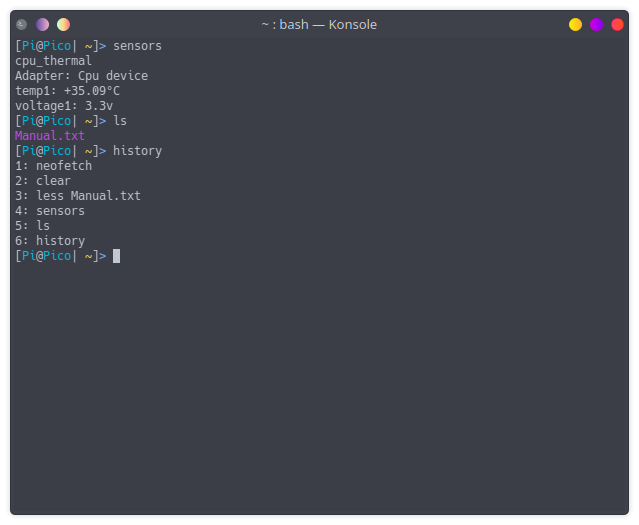 ~ : bash — Konsole
[Pi@Pico| ~]> sensors
cpu_thermal
Adapter: Cpu device
temp1: +35.09°C
voltage1: 3.3v
[Pi@Pico| ~]> ls
Manual.txt
[Pi@Pico| ~]> history
1: neofetch
2: clear
3: less Manual.txt
4: sensors
5: ls
6: history
[Pi@Pico| ~]>